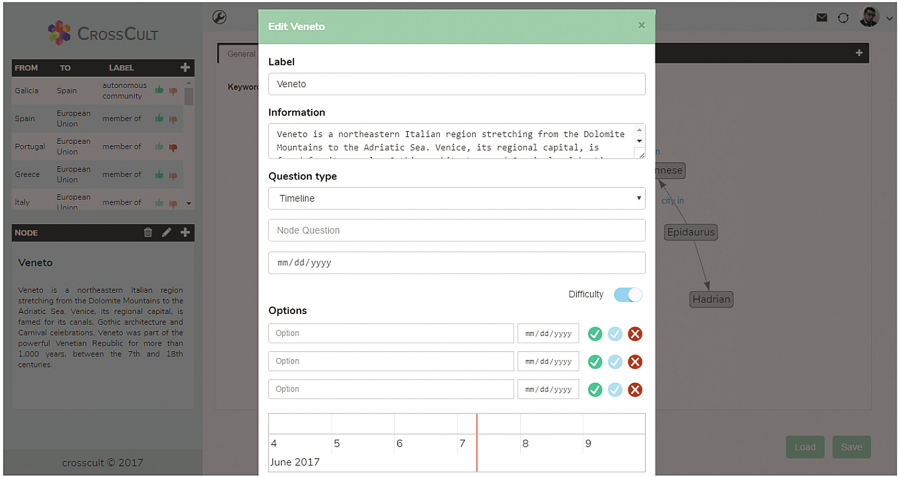 CROSSCULT
FROM TO LABEL +
Galicia Spain autonomous community
Spain European Union member of
Portugal European Union member of
Greece European Union member of
Italy European Union member of
NODE
Veneto
Veneto is a northeastern Italian region
stretching from the Dolomite Mountains to the
Adriatic Sea. Venice, its regional capital, is
famed for its canals, Gothic architecture and
Carnival celebrations. Veneto was part of the
powerful Venetian Republic for more than
1,000 years, between the 7th and 18th
centuries.
crosscult © 2017
General
Keywor
Edit Veneto ×
Label
Veneto
Information
Veneto is a northeastern Italian region stretching from the Dolomite
Mountains to the Adriatic Sea. Venice, its regional capital, is
Question type
Timeline
Node Question
mm/dd/yyyy
Difficulty
Options
Option mm/dd/yyyy
Option mm/dd/yyyy
Option mm/dd/yyyy
4 5 6 7 8 9
June 2017
nnese
city in
Epidaurus
Hadrian
Load Save